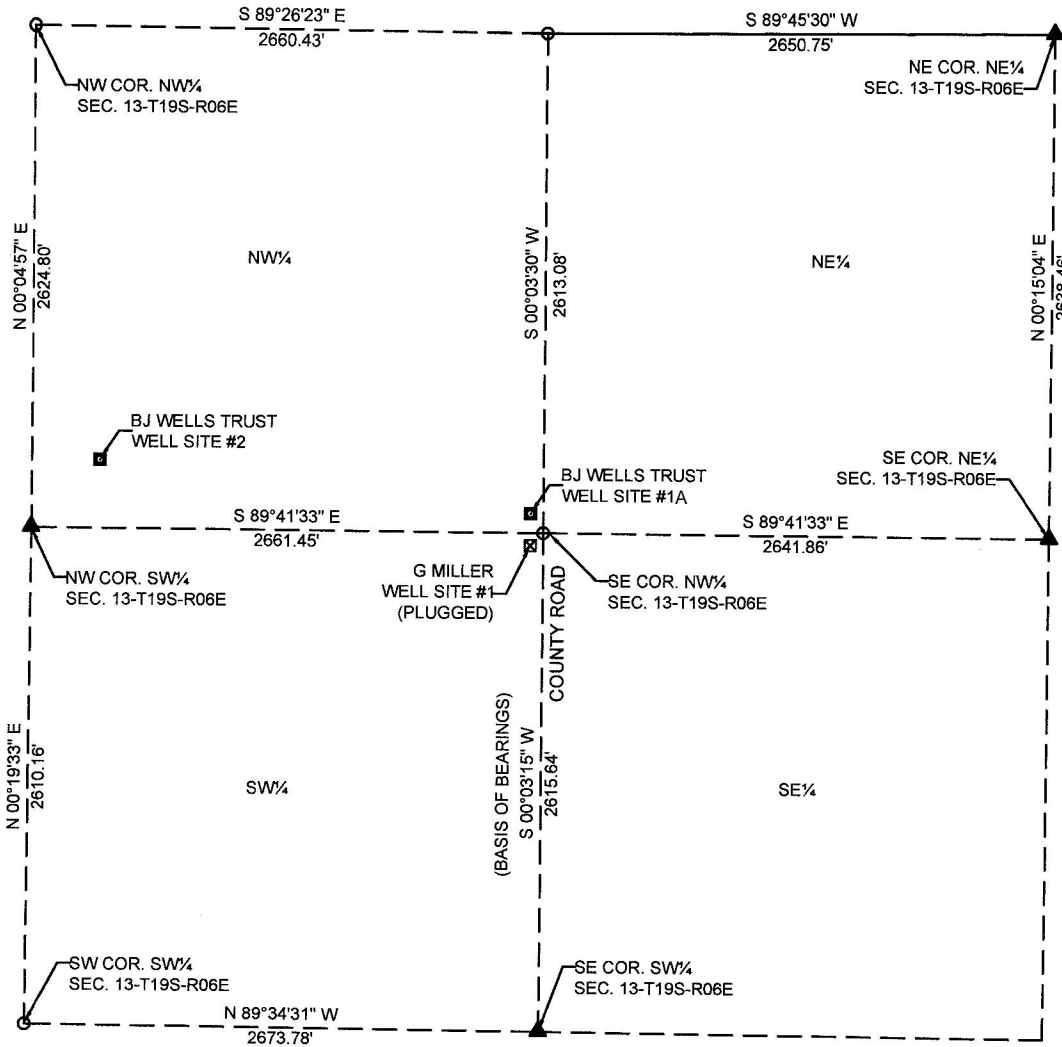 S 89°26'23" E
2660.43'
S 89°45'30" W
2650.75'
NW COR. NW¼
SEC. 13-T19S-R06E
NE COR. NE¼
SEC. 13-T19S-R06E
N 00°04'57" E
2624.80'
NW¼
S 00°03'30" W
2613.08'
NE¼
N 00°15'04" E
2638.46'
BJ WELLS TRUST
WELL SITE #2
BJ WELLS TRUST
WELL SITE #1A
SE COR. NE¼
SEC. 13-T19S-R06E
S 89°41'33" E
2661.45'
S 89°41'33" E
2641.86'
NW COR. SW¼
SEC. 13-T19S-R06E
G MILLER
WELL SITE #1
(PLUGGED)
SE COR. NW¼
SEC. 13-T19S-R06E
COUNTY ROAD
N 00°19'33" E
2610.16'
SW¼
(BASIS OF BEARINGS)
S 00°03'15" W
2615.64'
SE¼
SW COR. SW¼
SEC. 13-T19S-R06E
SE COR. SW¼
SEC. 13-T19S-R06E
N 89°34'31" W
2673.78'